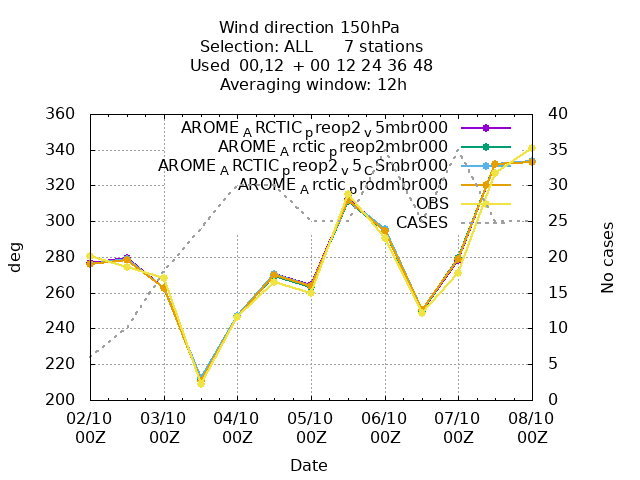 Wind direction 150hPa
Selection: ALL 7 stations
Used 00,12 + 00 12 24 36 48
Averaging window: 12h
360 40
340 35
320 30
300 25
280 20
260 15
240 10
220 5
200 0
AROME_ARCTIC_preop2_v5mbr000
AROME_Arctic_preop2mbr000
AROME_ARCTIC_preop2_v5_CSmbr000
AROME_Arctic_prodmbr000
OBS
CASES
deg
No cases
02/10 03/10 04/10 05/10 06/10 07/10 08/10
00Z 00Z 00Z 00Z 00Z 00Z 00Z
Date